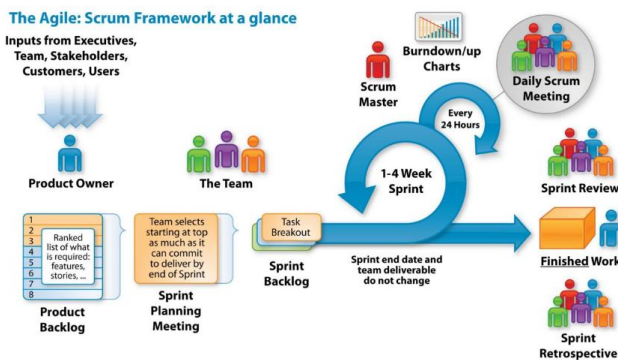 The Agile: Scrum Framework at a glance
Inputs from Executives,
Team, Stakeholders,
Customers, Users
Product Owner
The Team
Scrum
Master
Burndown/up
Charts
Daily Scrum
Meeting
Every
24 Hours
1-4 Week
Sprint
Sprint Review
1
2
3
4
5
6
7
8
Ranked
list of what
is required:
features,
stories, ...
Product
Backlog
Team selects
starting at top
as much as it
can commit
to deliver by
end of Sprint
Sprint
Planning
Meeting
Task
Breakout
Sprint
Backlog
Sprint end date and
team deliverable
do not change
Finished Work
Sprint
Retrospective